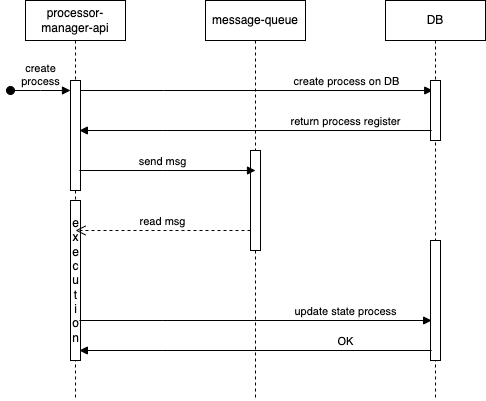 processor-
manager-api
message-queue
DB
create
process
create process on DB
return process register
send msg
read msg
execution
update state process
OK